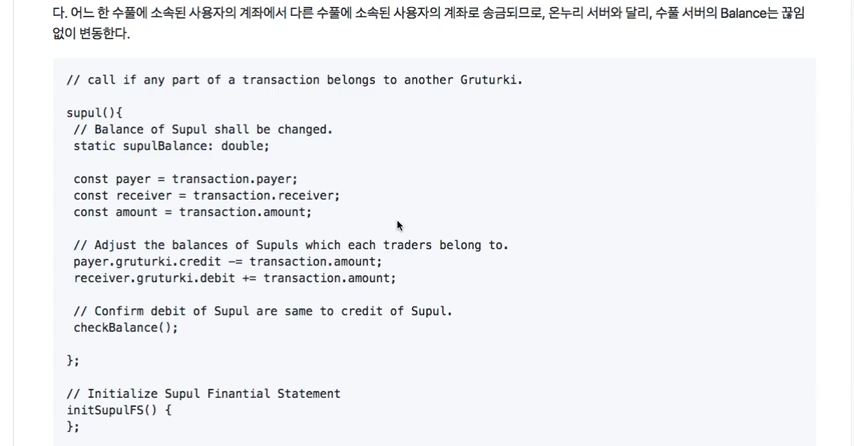 다. 어느 한 수풀에 소속된 사용자의 계좌에서 다른 수풀에 소속된 사용자의 계좌로 송금되므로, 온누리 서버와 달리, 수풀 서버의 Balance는 끊임
없이 변동한다.
// call if any part of a transaction belongs to another Gruturki.
supul(){
// Balance of Supul shall be changed.
static supulBalance: double;
const payer = transaction.payer;
const receiver = transaction.receiver;
const amount = transaction.amount;
// Adjust the balances of Supuls which each traders belong to.
payer.gruturki.credit -= transaction.amount;
receiver.gruturki.debit += transaction.amount;
// Confirm debit of Supul are same to credit of Supul.
checkBalance();
};
// Initialize Supul Finantial Statement
initSupulFS() {
};